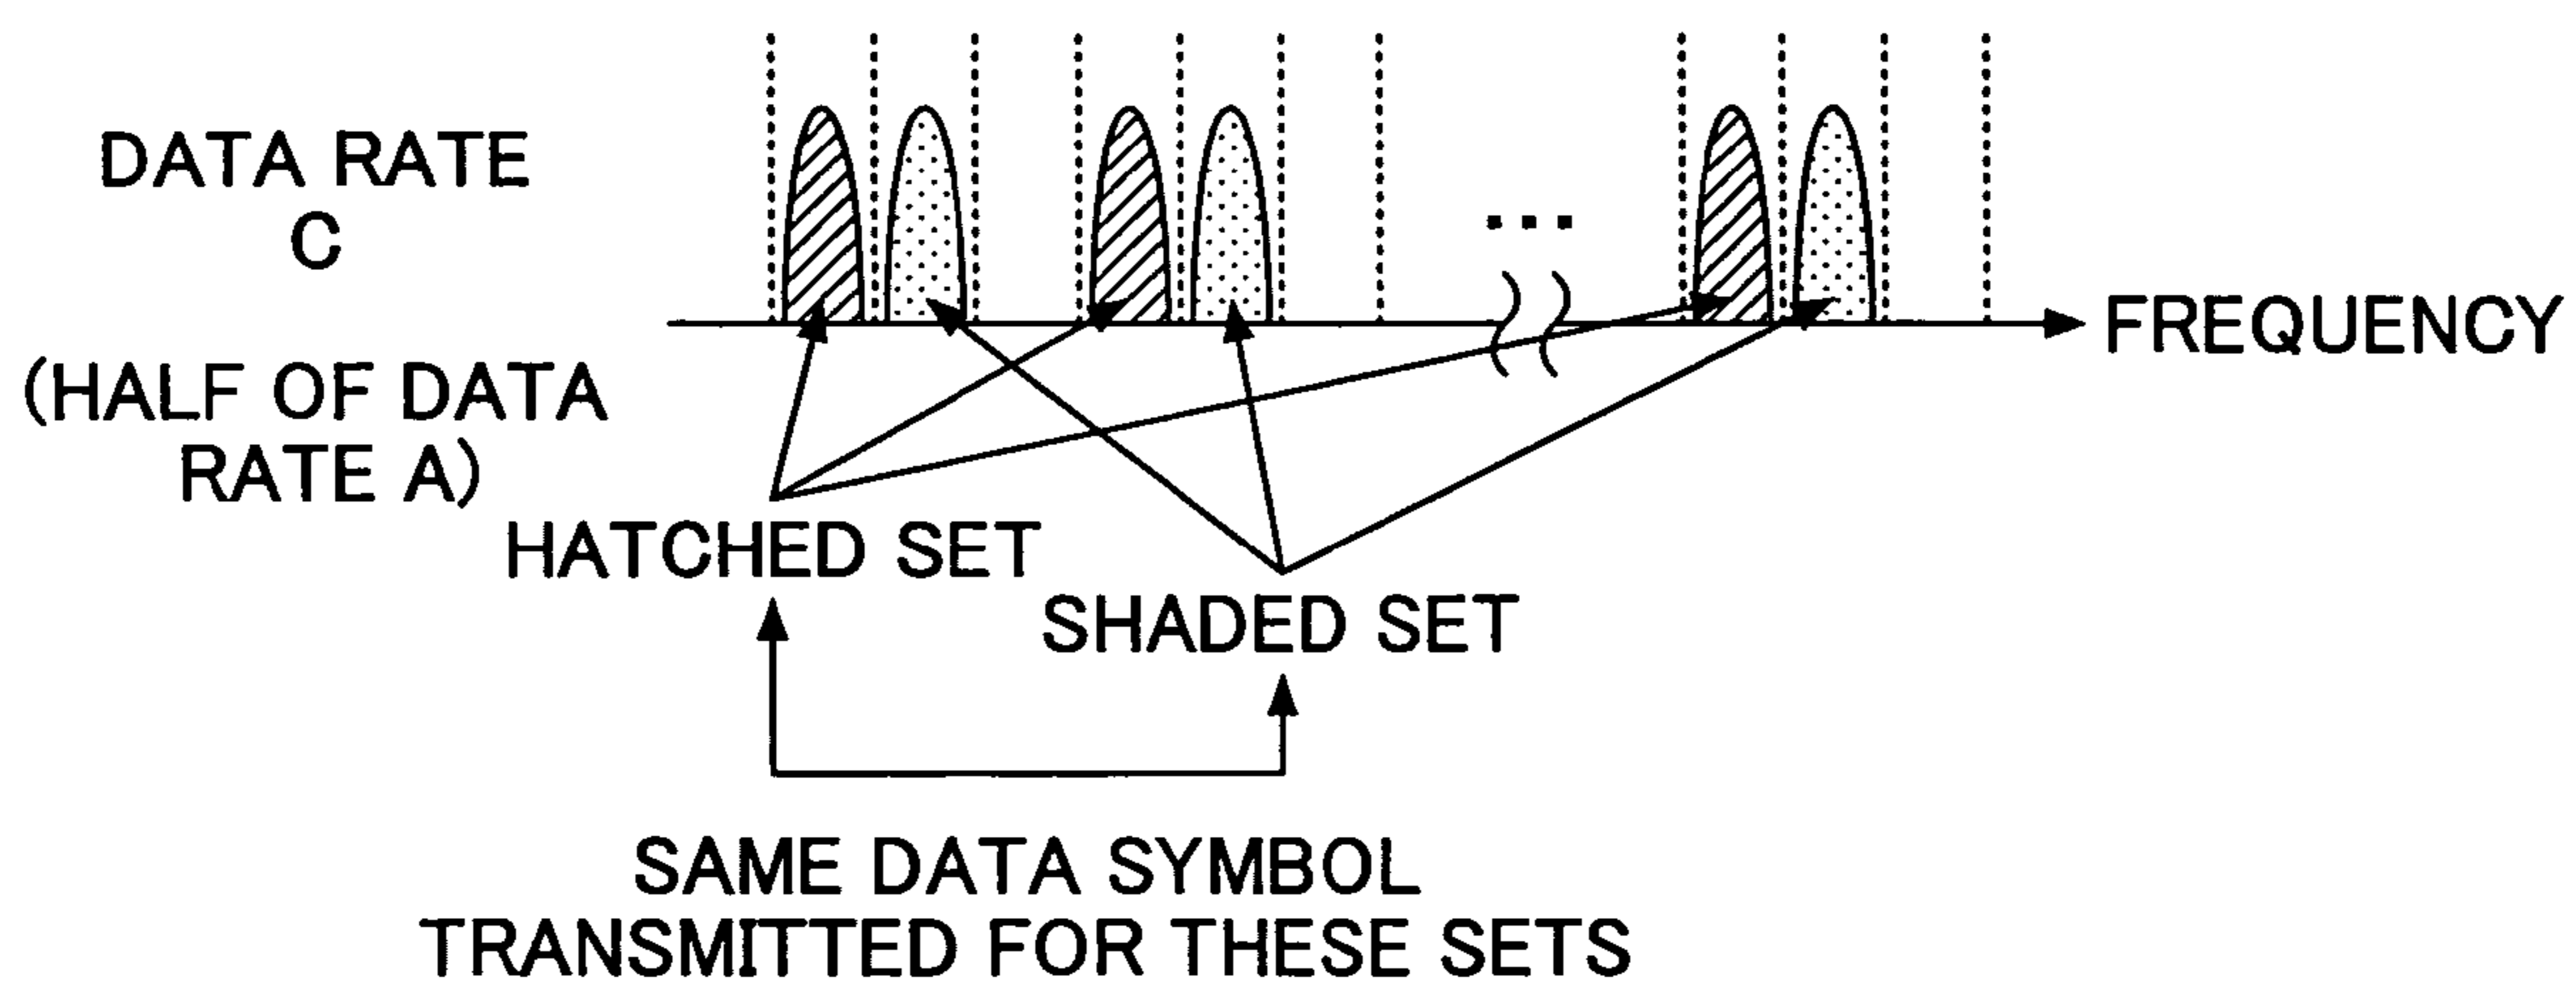 DATA RATE
C
(HALF OF DATA
RATE A)
...
FREQUENCY
HATCHED SET
SHADED SET
SAME DATA SYMBOL
TRANSMITTED FOR THESE SETS